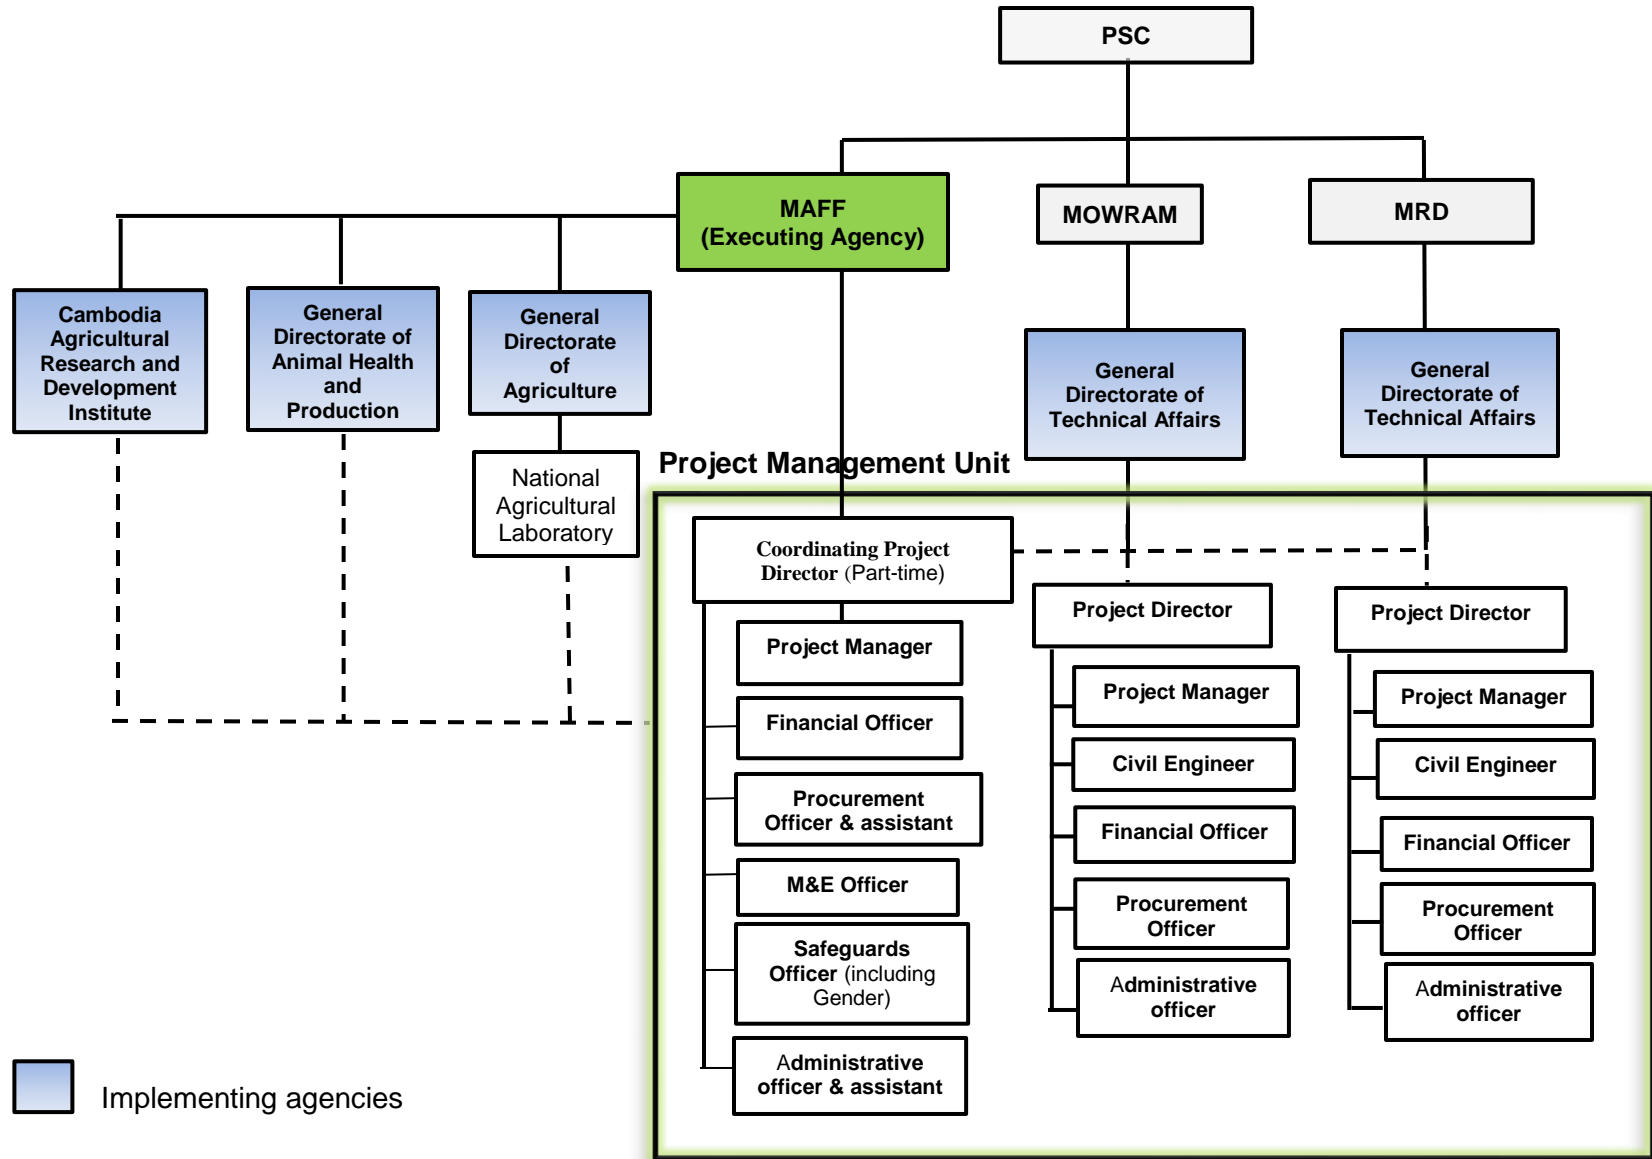 PSC
MAFF
(Executing Agency)
MOWRAM
MRD
Cambodia
Agricultural
Research and
Development
Institute
General
Directorate of
Animal Health
and
Production
General
Directorate
of
Agriculture
National
Agricultural
Laboratory
General
Directorate of
Technical Affairs
General
Directorate of
Technical Affairs
Project Management Unit
Coordinating Project
Director (Part-time)
Project Manager
Financial Officer
Procurement
Officer & assistant
M&E Officer
Safeguards
Officer (including
Gender)
Administrative
officer & assistant
Project Director
Project Manager
Civil Engineer
Financial Officer
Procurement
Officer
Administrative
officer
Project Director
Project Manager
Civil Engineer
Financial Officer
Procurement
Officer
Administrative
officer
Implementing agencies